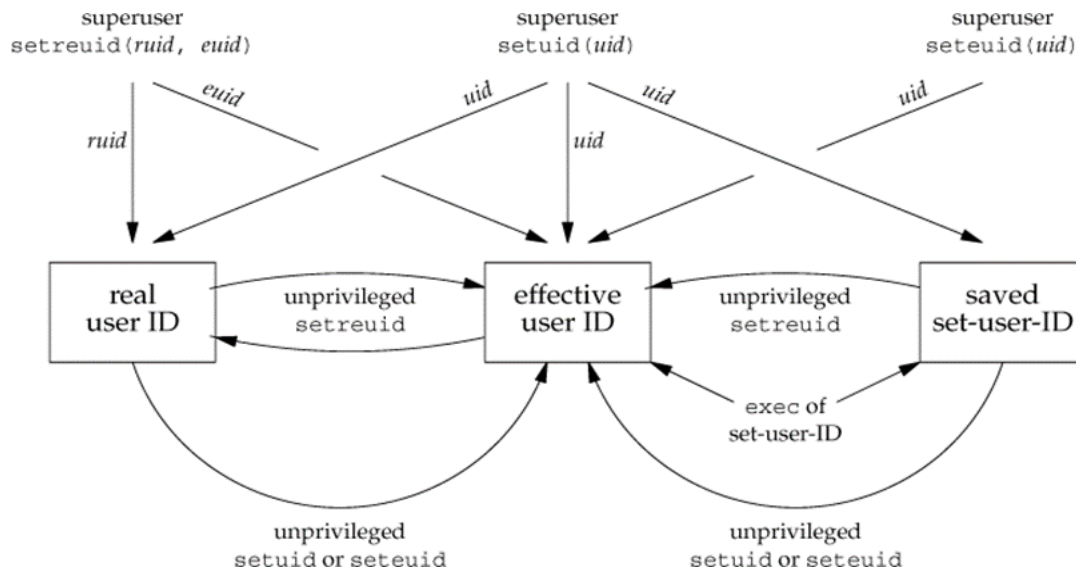 superuser
setreuid(ruid, euid)
superuser
setuid(uid)
superuser
seteuid(uid)
euid
uid
uid
uid
ruid
uid
real
user ID
unprivileged
setreuid
effective
user ID
unprivileged
setreuid
saved
set-user-ID
exec of
set-user-ID
unprivileged
setuid or seteuid
unprivileged
setuid or seteuid